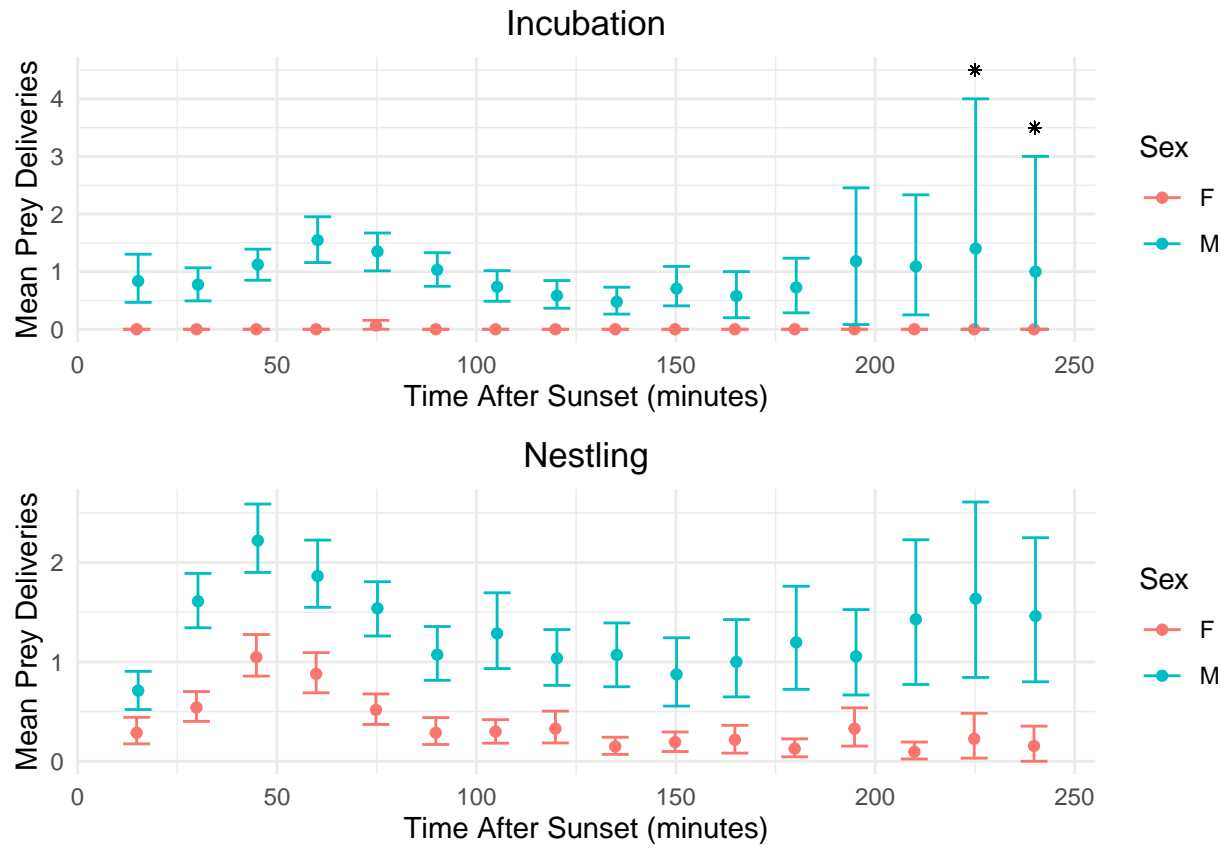 Incubation
Mean Prey Deliveries
4
3
2
1
0
0 50 100 150 200 250
Time After Sunset (minutes)
* *
Sex
F
M
Nestling
Mean Prey Deliveries
2
1
0
0 50 100 150 200 250
Time After Sunset (minutes)
Sex
F
M